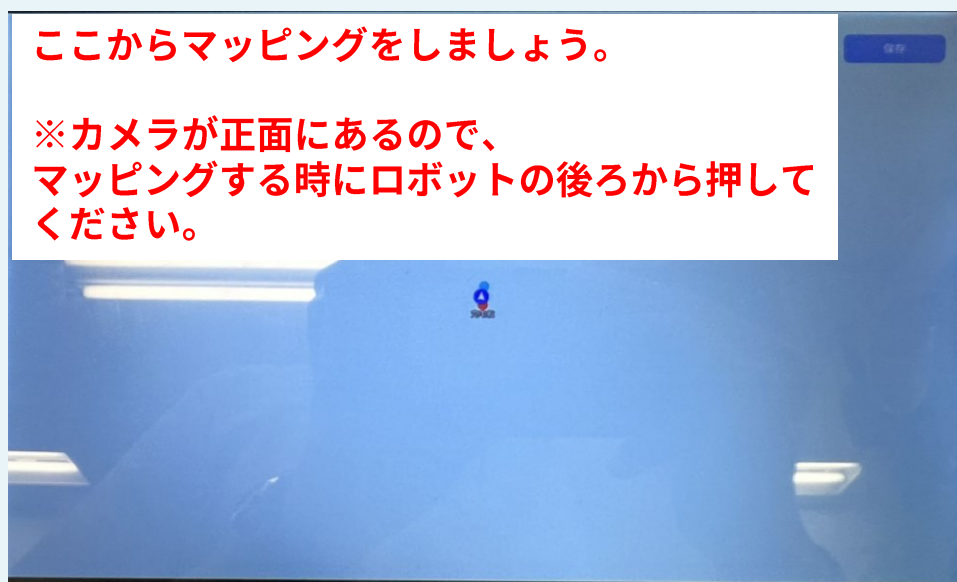 ここからマッピングをしましょう。
※カメラが正面にあるので、
マッピングする時にロボットの後ろから押して
ください。
保存